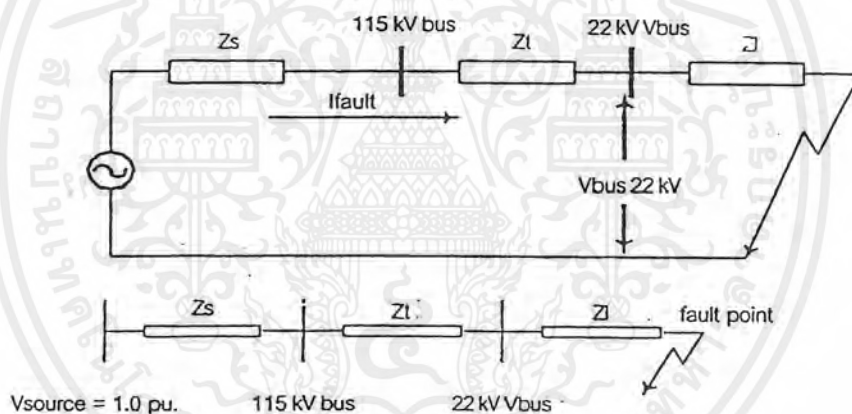 115 kV bus
22 kV Vbus
Zs
Zt
Ifault
Vbus 22 kV
Zs
Zt
Zl
fault point
Vsource = 1.0 pu.
115 kV bus
22 kV Vbus